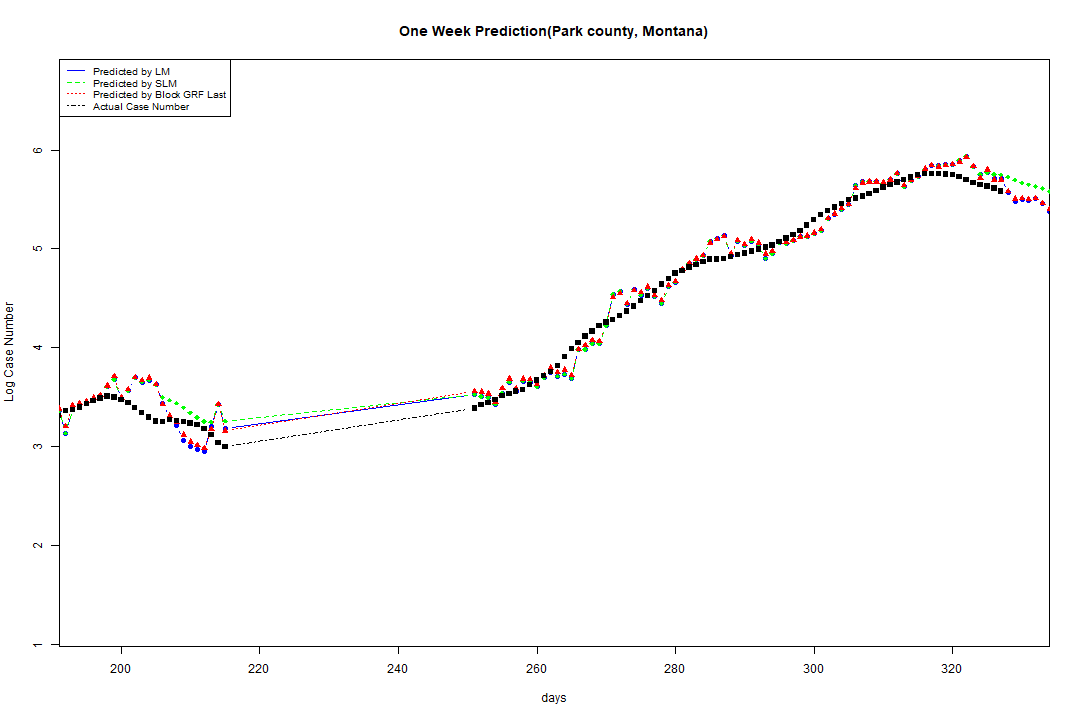 One Week Prediction(Park county, Montana)
Predicted by LM
Predicted by SLM
Predicted by Block GRF Last
Actual Case Number
Log Case Number
6
5
4
3
2
1
200 220 240 260 280 300 320
days